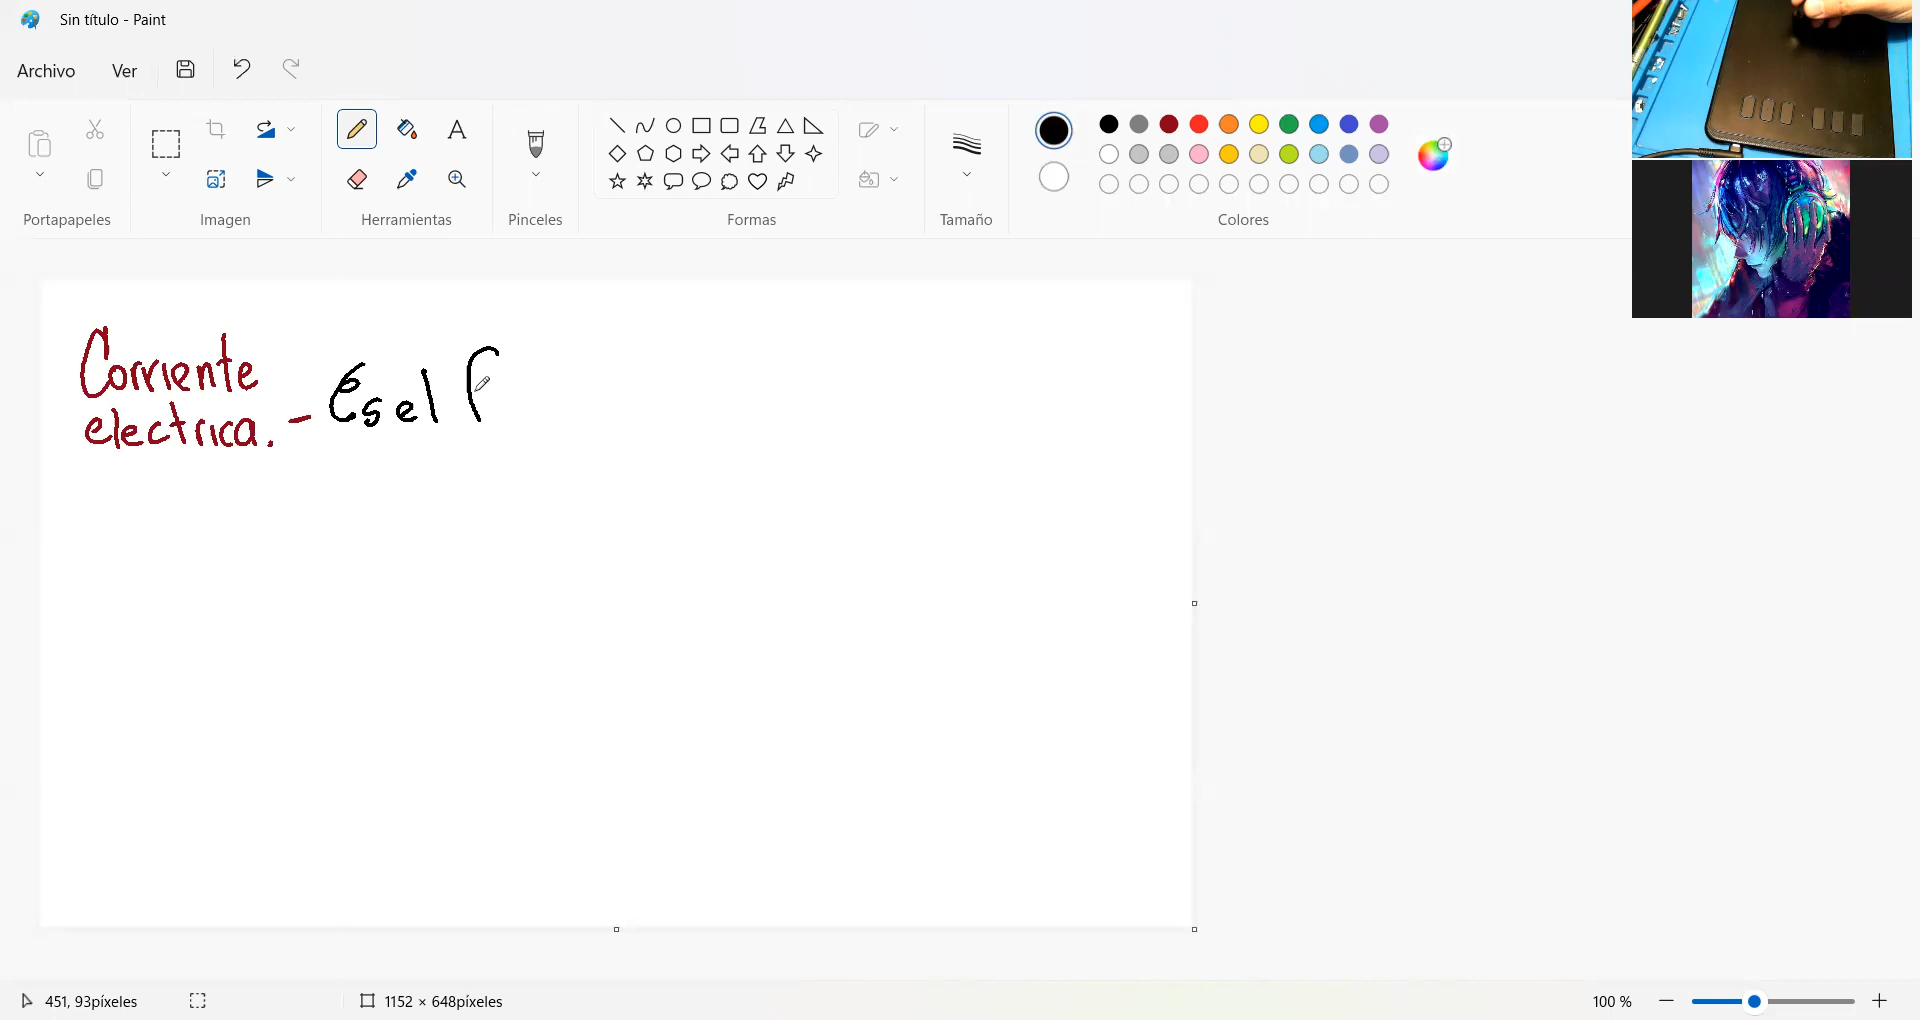 Sin título - Paint
Archivo Ver
Portapapeles Imagen Herramientas Pinceles Formas Tamaño Colores
Corriente
electrica. - Es el f
451, 93píxeles 1152 × 648píxeles 100 %